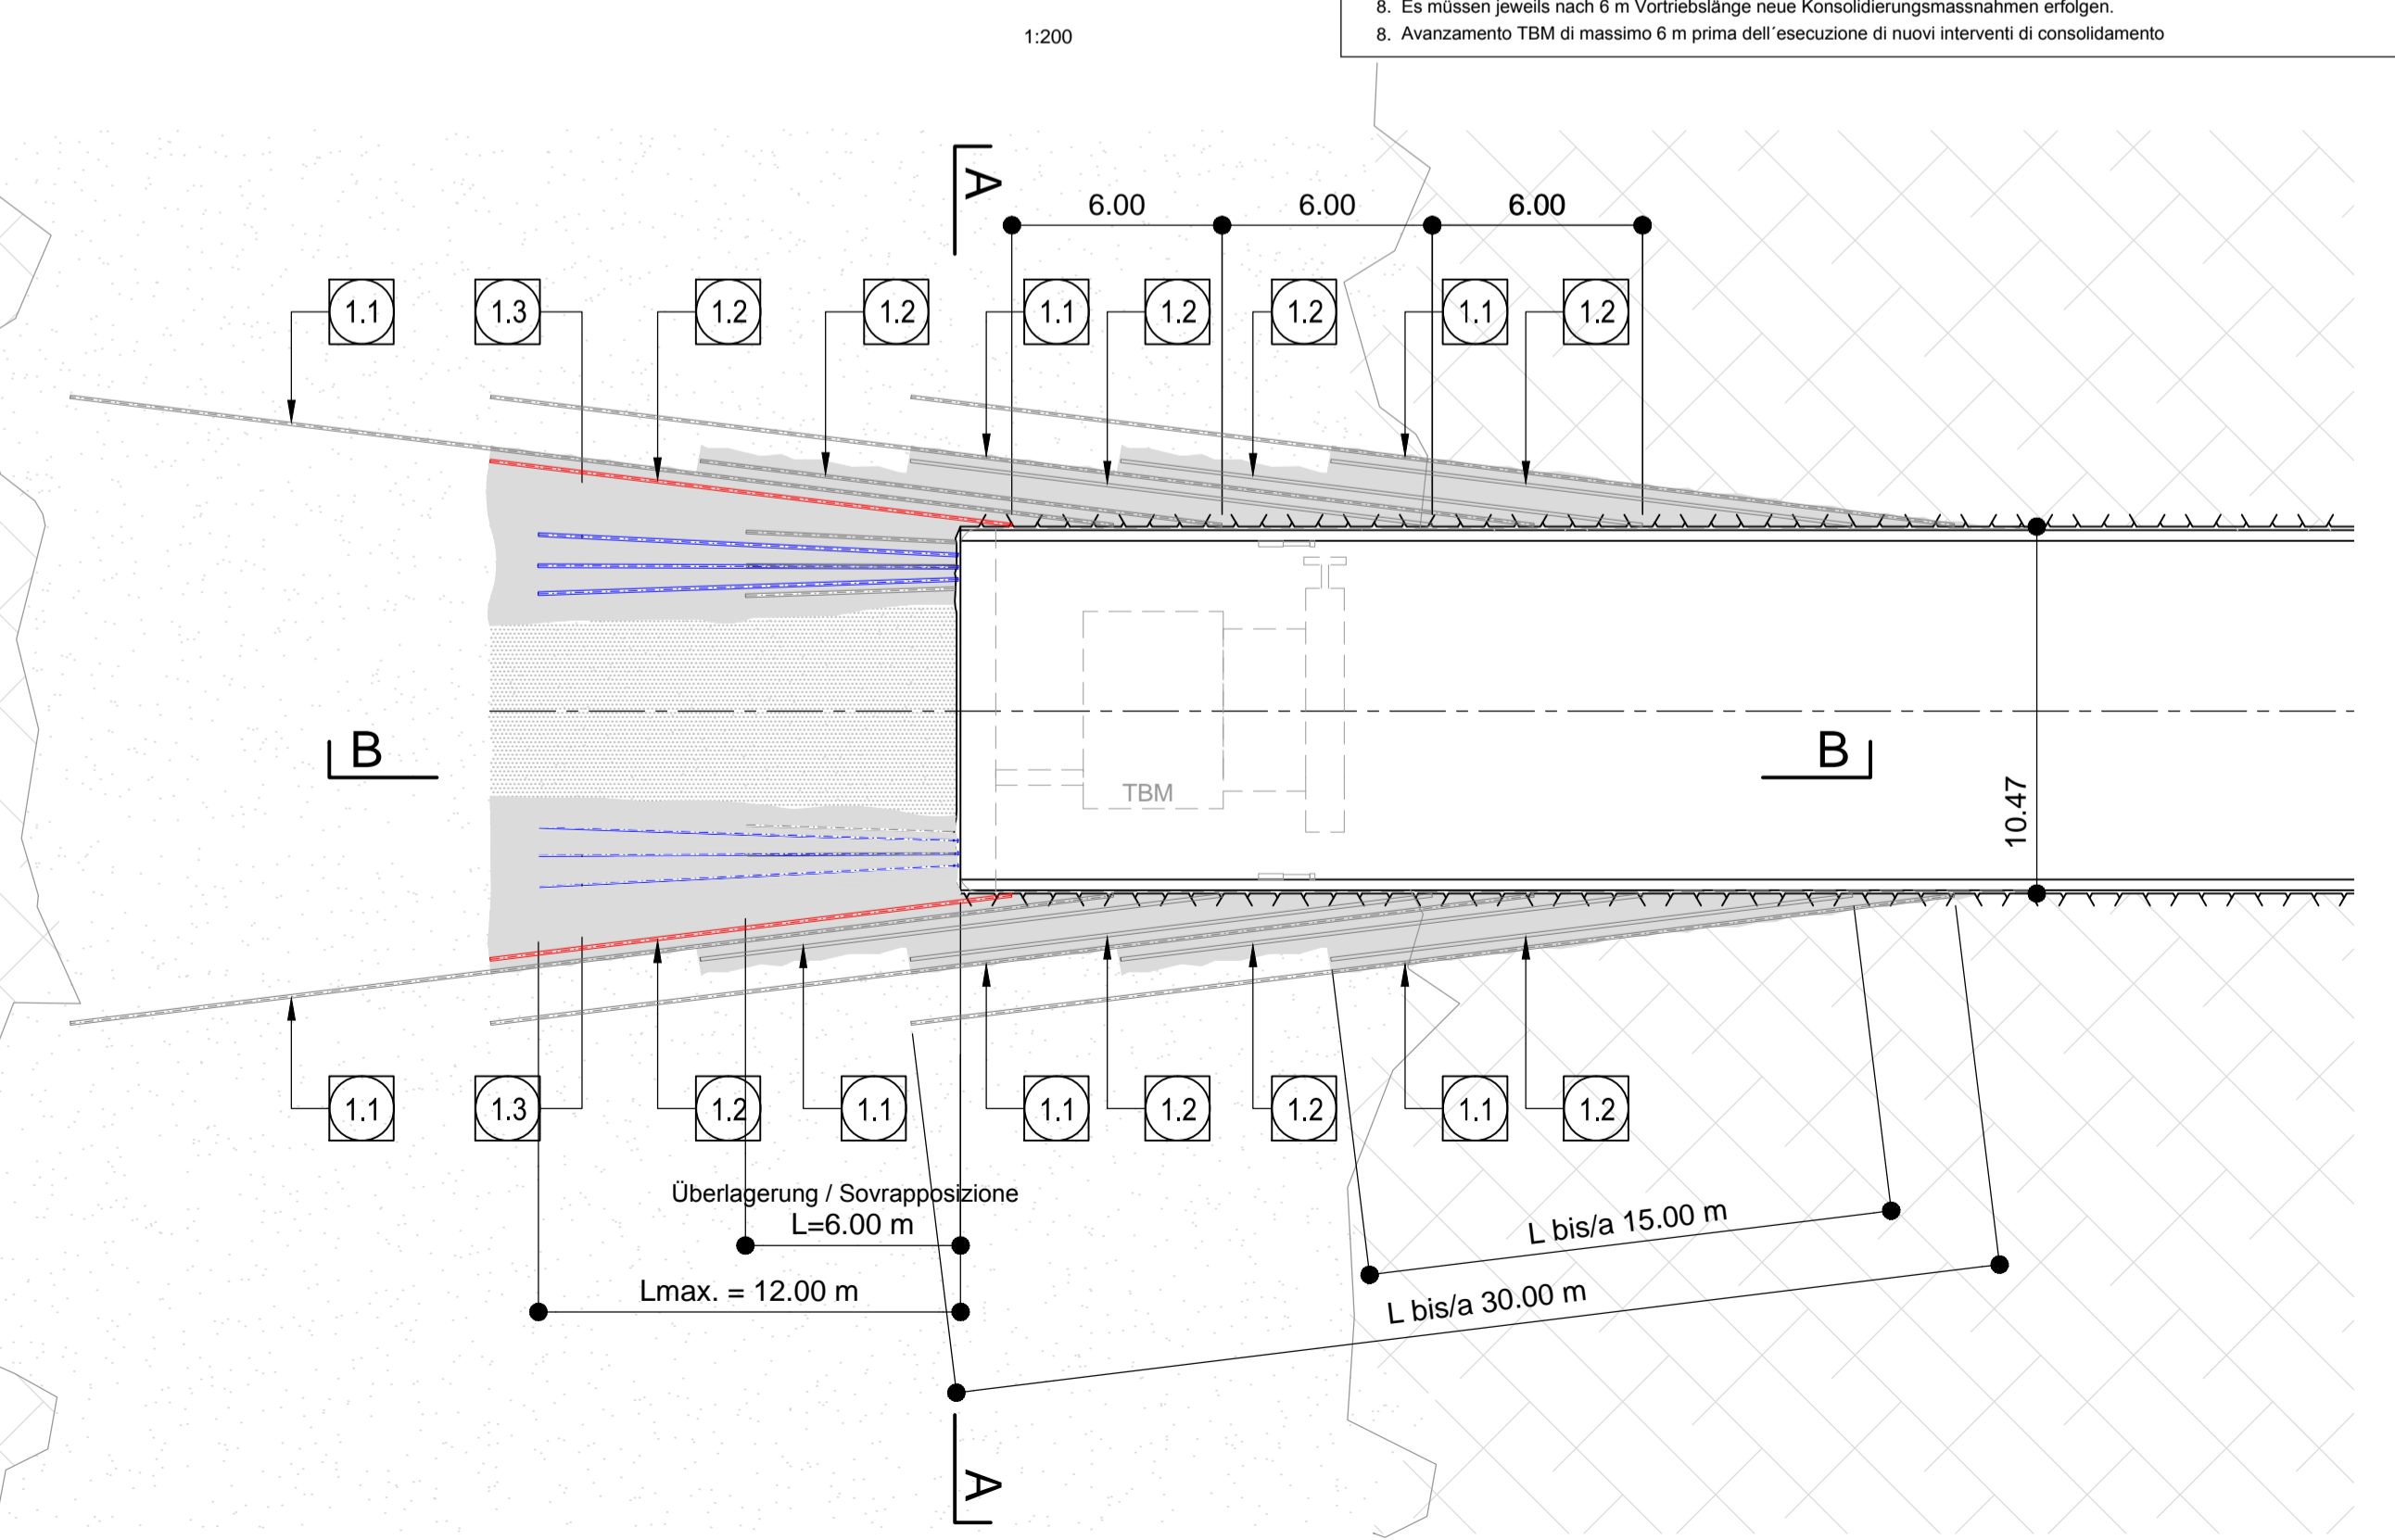 8. Es müssen jeweils nach 6 m Vortriebslänge neue Konsolidierungsmassnahmen erfolgen.
8. Avanzamento TBM di massimo 6 m prima dell´esecuzione di nuovi interventi di consolidamento
1:200
A
6.00 6.00 6.00
1.1 1.3 1.2 1.2 1.1 1.2 1.2 1.1 1.2
B B
TBM
10.47
1.1 1.3 1.2 1.1 1.1 1.2 1.2 1.1 1.2
Überlagerung / Sovrapposizione
L=6.00 m
L bis/a 15.00 m
Lmax. = 12.00 m
L bis/a 30.00 m
A